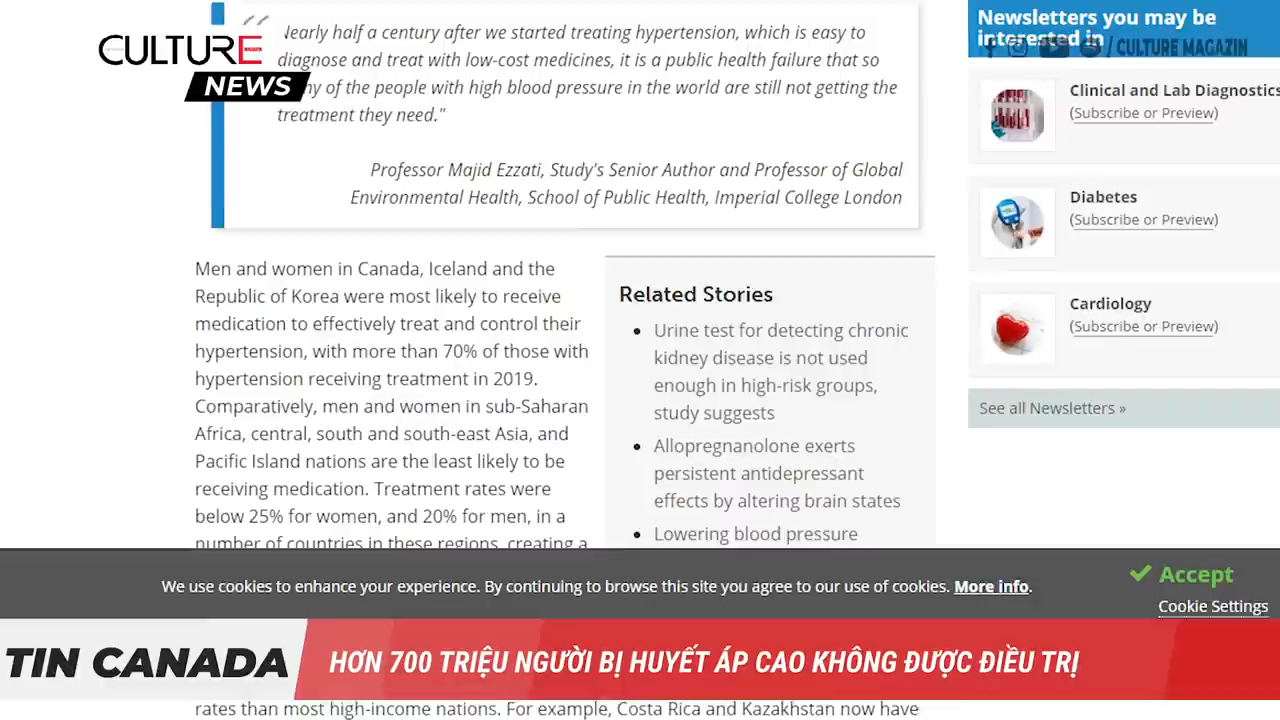 CULTURE
NEWS
Nearly half a century after we started treating hypertension, which is easy to
diagnose and treat with low-cost medicines, it is a public health failure that so
of the people with high blood pressure in the world are still not getting the
treatment they need."
Professor Majid Ezzati, Study's Senior Author and Professor of Global
Environmental Health, School of Public Health, Imperial College London
Men and women in Canada, Iceland and the
Republic of Korea were most likely to receive
medication to effectively treat and control their
hypertension, with more than 70% of those with
hypertension receiving treatment in 2019.
Comparatively, men and women in sub-Saharan
Africa, central, south and south-east Asia, and
Pacific Island nations are the least likely to be
receiving medication. Treatment rates were
below 25% for women, and 20% for men, in a
number of countries in these regions, creating a
Related Stories
Urine test for detecting chronic
kidney disease is not used
enough in high-risk groups,
study suggests
Allopregnanolone exerts
persistent antidepressant
effects by altering brain states
Lowering blood pressure
Newsletters you may be
interested in
/ CULTURE MAGAZIN
Clinical and Lab Diagnostics
(Subscribe or Preview)
Diabetes
(Subscribe or Preview)
Cardiology
(Subscribe or Preview)
See all Newsletters »
We use cookies to enhance your experience. By continuing to browse this site you agree to our use of cookies. More info.
Accept
Cookie Settings
TIN CANADA
HƠN 700 TRIỆU NGƯỜI BỊ HUYẾT ÁP CAO KHÔNG ĐƯỢC ĐIỀU TRỊ
rates than most high-income nations. For example, Costa Rica and Kazakhstan now have